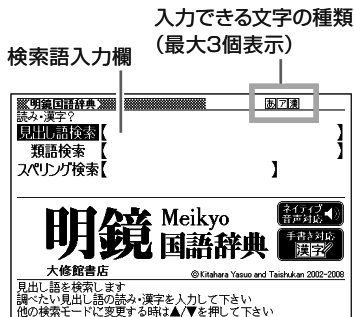 入力できる文字の種類
（最大3個表示）
検索語入力欄
明鏡国語辞典
あ ア 漢
読み・漢字？
見出し語検索【 】
類語検索【 】
スペリング検索【 】
明鏡 Meikyo 国語辞典
ネイティブ音声対応
手書き対応
漢字
大修館書店
©Kitahara Yasuo and Taishukan 2002-2008
見出し語を検索します
調べたい見出し語の読み・漢字を入力して下さい
他の検索モードに変更する時は▲/▼を押して下さい